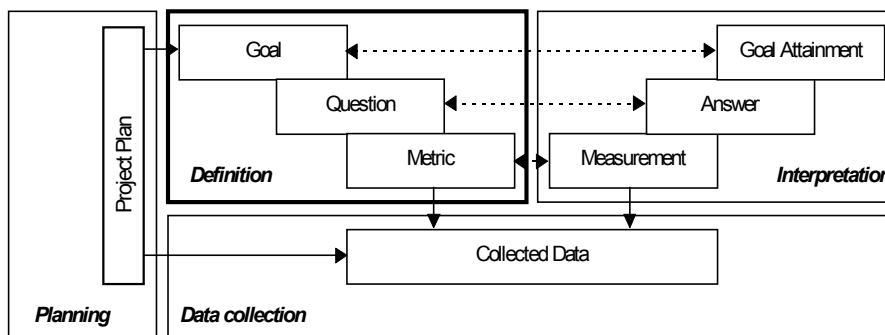 Project Plan
Planning
Goal
Question
Metric
Definition
Goal Attainment
Answer
Measurement
Interpretation
Collected Data
Data collection